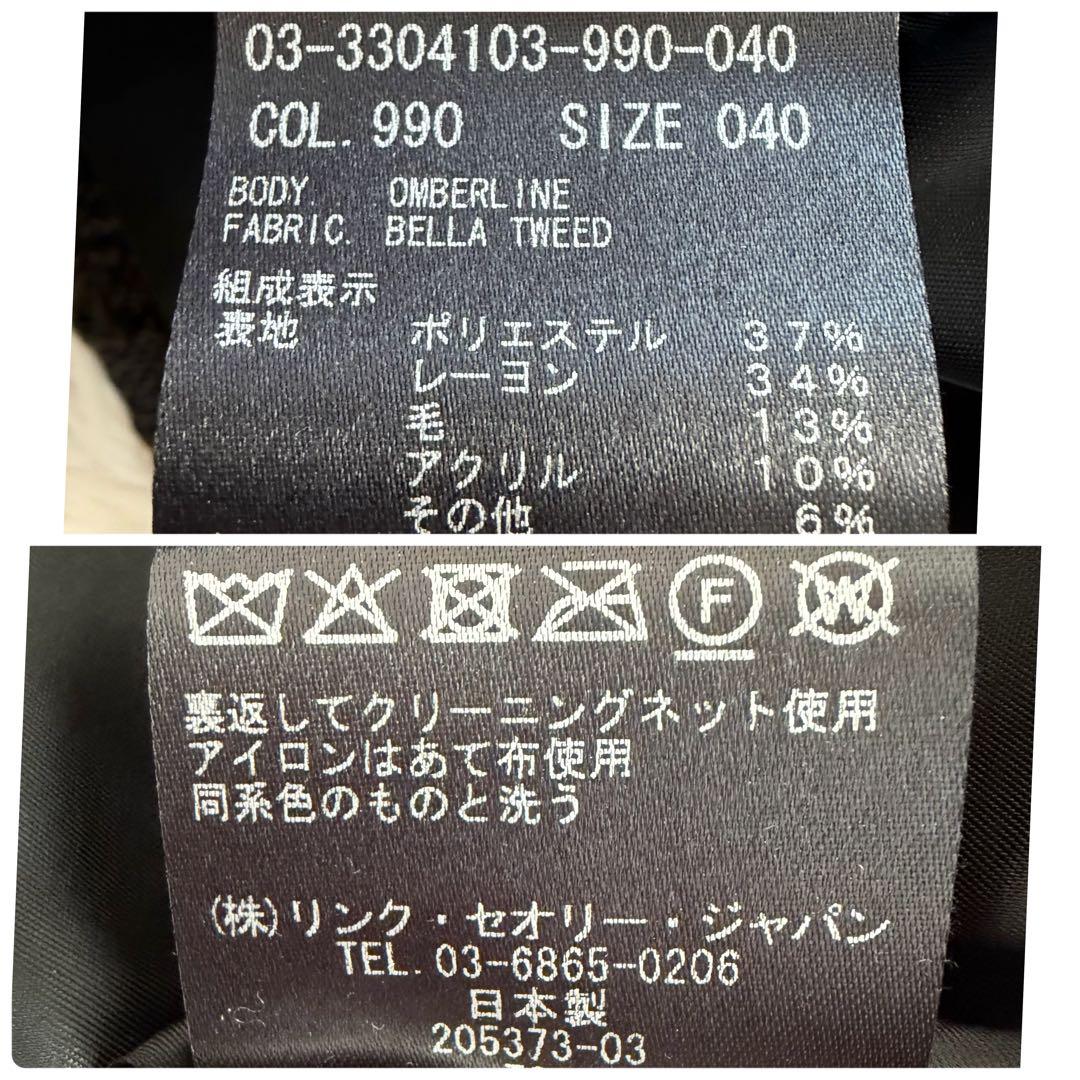 03-3304103-990-040
COL. 990 SIZE 040
BODY. OMBERLINE
FABRIC. BELLA TWEED
組成表示
表地 ポリエステル 37%
レーヨン 34%
毛 13%
アクリル 10%
その他 6%
F W
裏返してクリーニングネット使用
アイロンはあて布使用
同系色のものと洗う
(株)リンク・セオリー・ジャパン
TEL. 03-6865-0206
日本製
205373-03